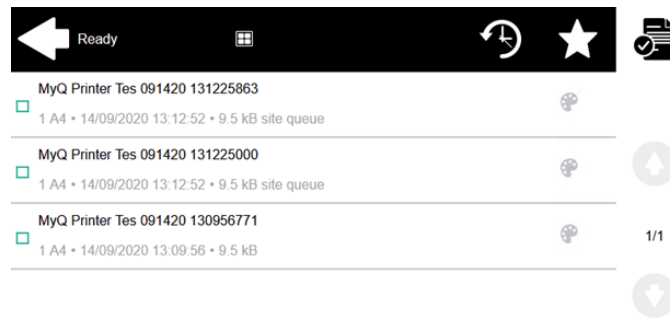 Ready
MyQ Printer Tes 091420 131225863
1 A4 • 14/09/2020 13:12:52 • 9.5 kB site queue
MyQ Printer Tes 091420 131225000
1 A4 • 14/09/2020 13:12:52 • 9.5 kB site queue
MyQ Printer Tes 091420 130956771
1 A4 • 14/09/2020 13:09:56 • 9.5 kB
1/1